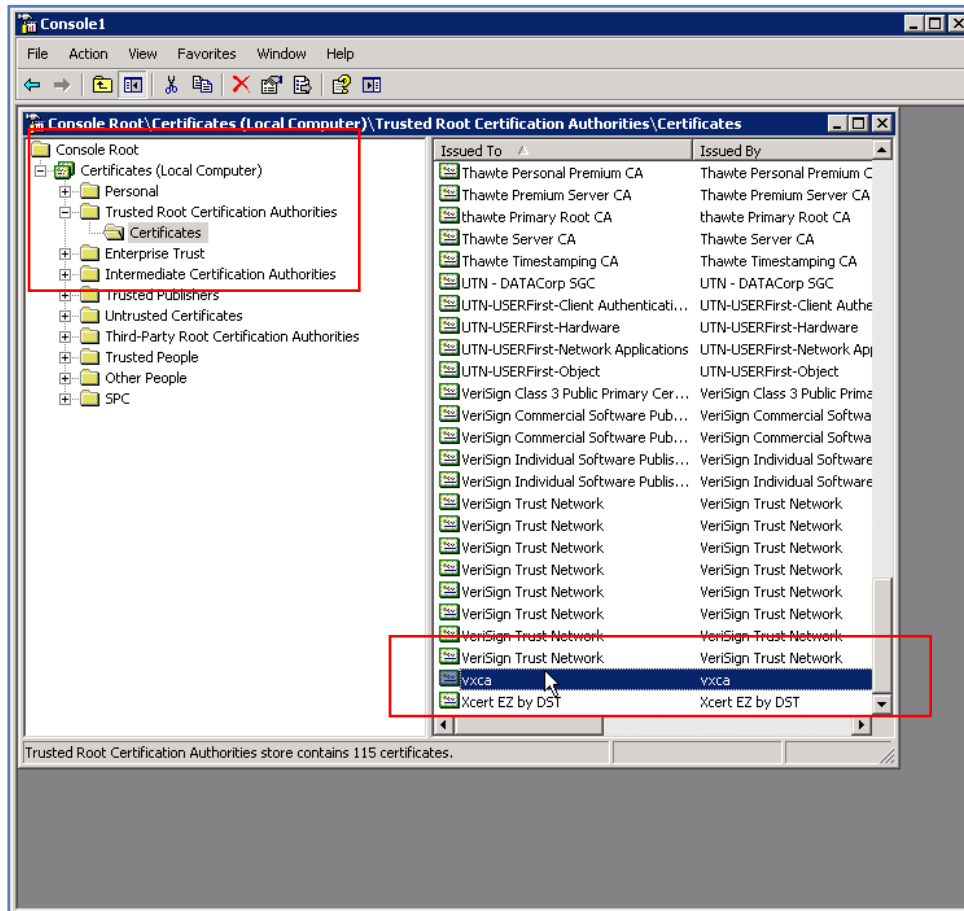 Console1
File Action View Favorites Window Help
Console Root\Certificates (Local Computer)\Trusted Root Certification Authorities\Certificates
Console Root
Certificates (Local Computer)
Personal
Trusted Root Certification Authorities
Certificates
Enterprise Trust
Intermediate Certification Authorities
Trusted Publishers
Untrusted Certificates
Third-Party Root Certification Authorities
Trusted People
Other People
SPC
Issued To Issued By
Thawte Personal Premium CA Thawte Personal Premium C
Thawte Premium Server CA Thawte Premium Server CA
thawte Primary Root CA thawte Primary Root CA
Thawte Server CA Thawte Server CA
Thawte Timestamping CA Thawte Timestamping CA
UTN - DATACorp SGC UTN - DATACorp SGC
UTN-USERFirst-Client Authenticati... UTN-USERFirst-Client Authe
UTN-USERFirst-Hardware UTN-USERFirst-Hardware
UTN-USERFirst-Network Applications UTN-USERFirst-Network Ap
UTN-USERFirst-Object UTN-USERFirst-Object
VeriSign Class 3 Public Primary Cer... VeriSign Class 3 Public Prima
VeriSign Commercial Software Pub... VeriSign Commercial Softwa
VeriSign Commercial Software Pub... VeriSign Commercial Softwa
VeriSign Individual Software Publis... VeriSign Individual Software
VeriSign Individual Software Publis... VeriSign Individual Software
VeriSign Trust Network VeriSign Trust Network
VeriSign Trust Network VeriSign Trust Network
VeriSign Trust Network VeriSign Trust Network
VeriSign Trust Network VeriSign Trust Network
VeriSign Trust Network VeriSign Trust Network
VeriSign Trust Network VeriSign Trust Network
VeriSign Trust Network VeriSign Trust Network
VeriSign Trust Network VeriSign Trust Network
vxca vxca
Xcert EZ by DST Xcert EZ by DST
Trusted Root Certification Authorities store contains 115 certificates.